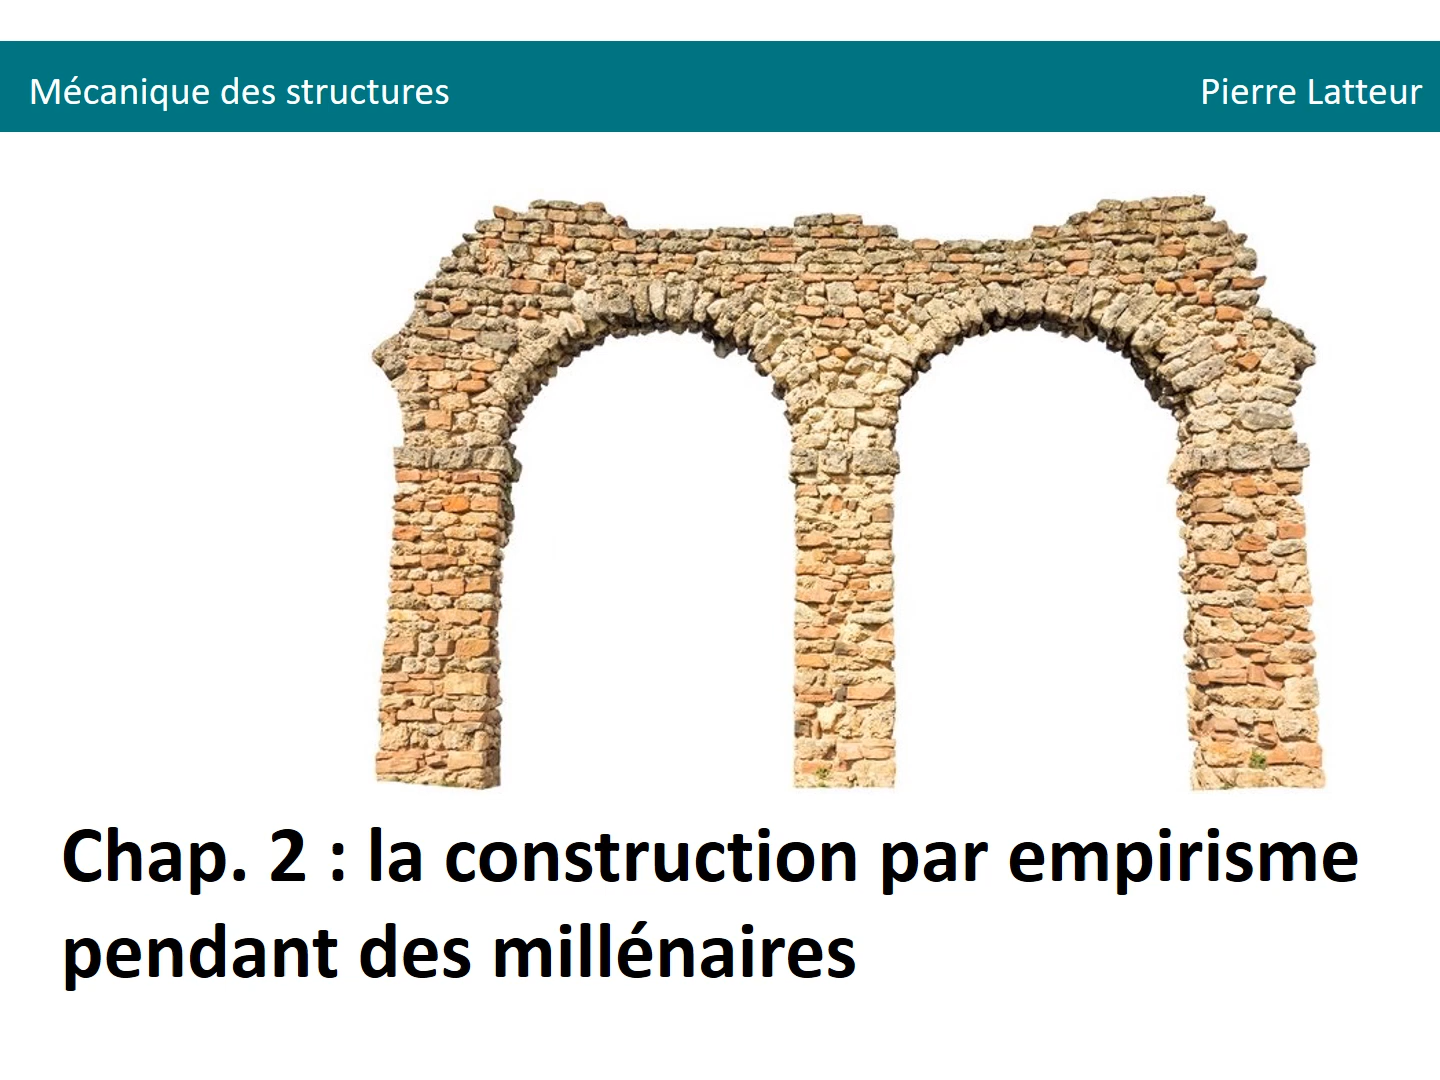 Mécanique des structures
Pierre Latteur
Chap. 2 : la construction par empirisme
pendant des millénaires